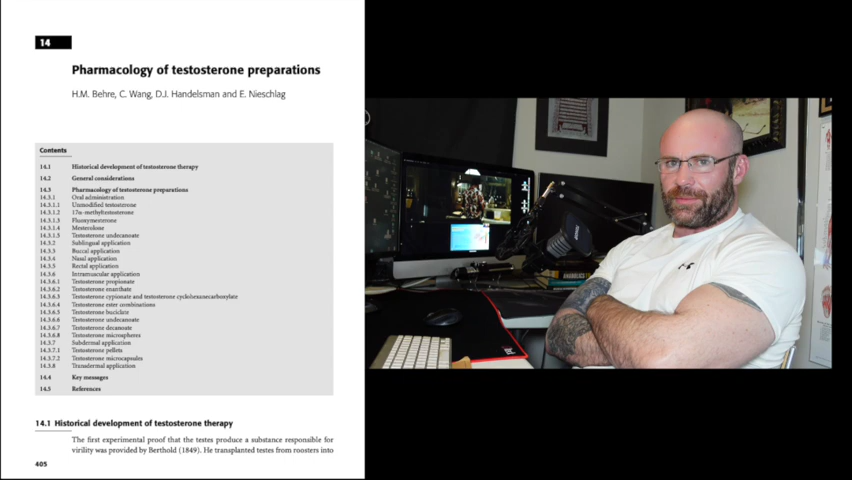 14
Pharmacology of testosterone preparations
H.M. Behre, C. Wang, D.J. Handelsman and E. Nieschlag
Contents
14.1 Historical development of testosterone therapy
14.2 General considerations
14.3 Pharmacology of testosterone preparations
14.3.1 Oral administration
14.3.1.1 Unmodified testosterone
14.3.1.2 17α-methyltestosterone
14.3.1.3 Fluoxymesterone
14.3.1.4 Mesterolone
14.3.1.5 Testosterone undecanoate
14.3.2 Sublingual application
14.3.3 Buccal application
14.3.4 Nasal application
14.3.5 Rectal application
14.3.6 Intramuscular application
14.3.6.1 Testosterone propionate
14.3.6.2 Testosterone enanthate
14.3.6.3 Testosterone cypionate and testosterone cyclohexanecarboxylate
14.3.6.4 Testosterone ester combinations
14.3.6.5 Testosterone buciclate
14.3.6.6 Testosterone undecanoate
14.3.6.7 Testosterone decanoate
14.3.6.8 Testosterone microspheres
14.3.7 Subdermal application
14.3.7.1 Testosterone pellets
14.3.7.2 Testosterone microcapsules
14.3.8 Transdermal application
14.4 Key messages
14.5 References
14.1 Historical development of testosterone therapy
The first experimental proof that the testes produce a substance responsible for
virility was provided by Berthold (1849). He transplanted testes from roosters into
405
ANABOLICS